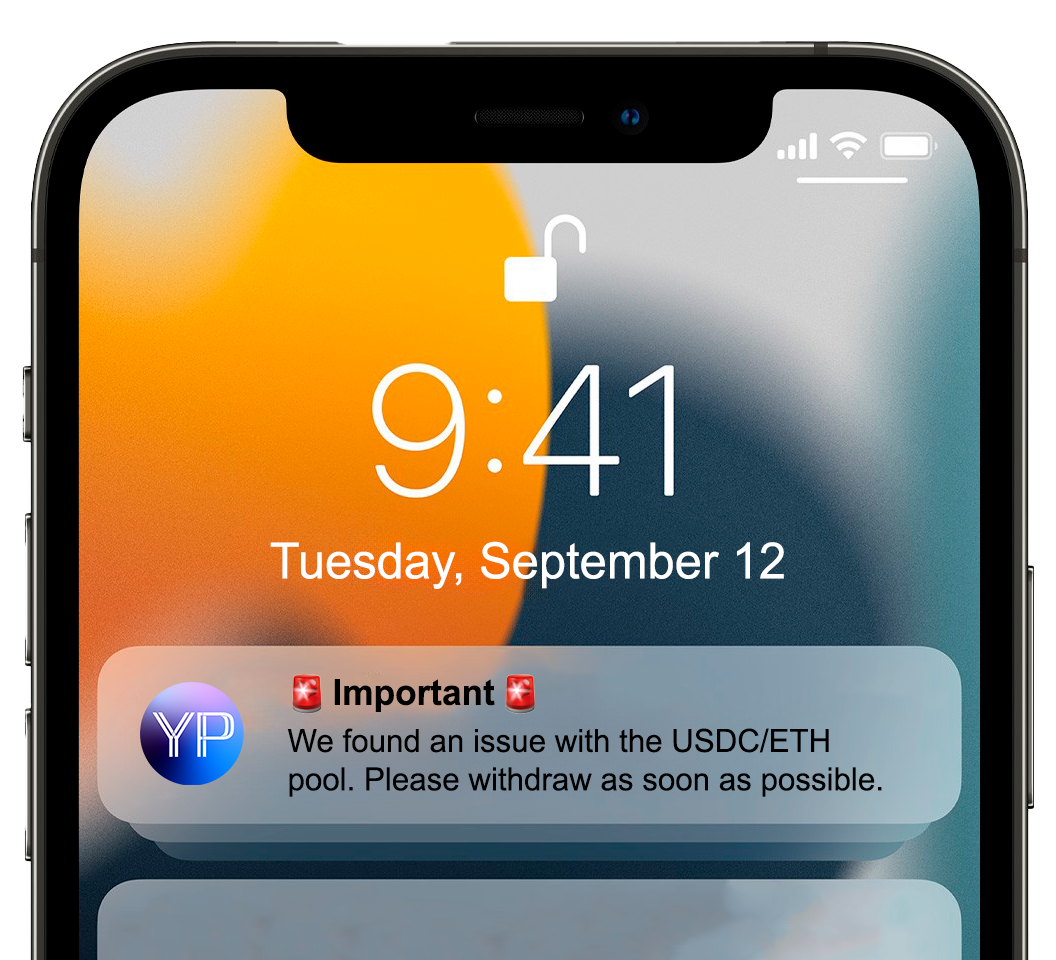 9:41
Tuesday, September 12
🚨 Important 🚨
YP
We found an issue with the USDC/ETH
pool. Please withdraw as soon as possible.